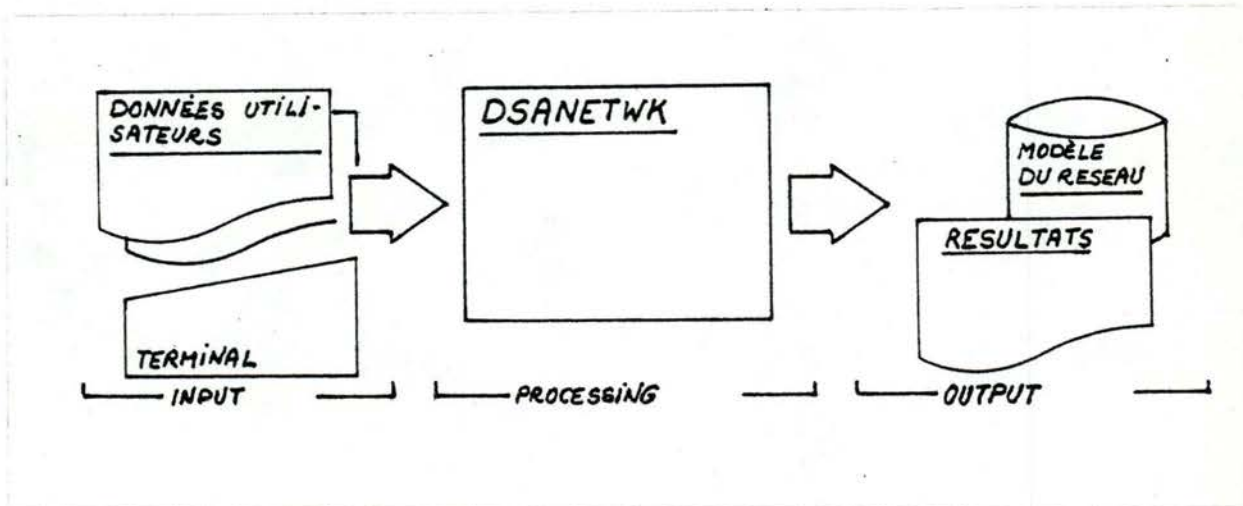 DONNÉES UTILI-
SATEURS
TERMINAL
INPUT
DSANETWK
PROCESSING
MODÈLE
DU RESEAU
RESULTATS
OUTPUT